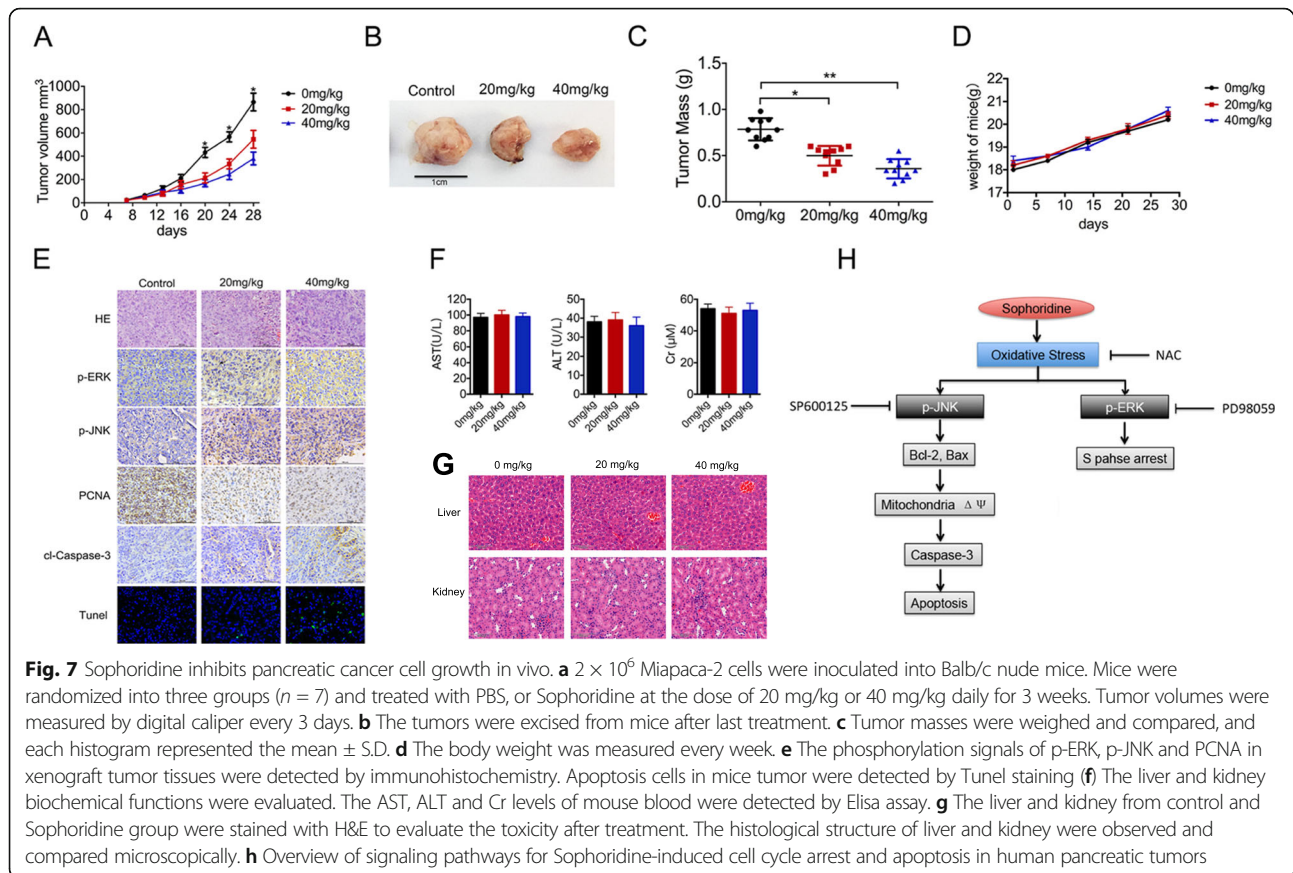 A
Tumor volume mm³
1000
800
600
400
200
0
0 4 8 12 16 20 24 28
days
0mg/kg
20mg/kg
40mg/kg
* * * *
B
Control 20mg/kg 40mg/kg
1cm
C
Tumor Mass (g)
1.5
1.0
0.5
0.0
**
*
0mg/kg 20mg/kg 40mg/kg
D
weight of mice(g)
22
21
20
19
18
17
0 10 20 30
days
0mg/kg
20mg/kg
40mg/kg
E
Control 20mg/kg 40mg/kg
HE
p-ERK
p-JNK
PCNA
cl-Caspase-3
Tunel
F
AST(U/L)
120
100
80
60
40
20
0
0mg/kg 20mg/kg 40mg/kg
ALT (U/L)
50
40
30
20
10
0
0mg/kg 20mg/kg 40mg/kg
Cr (μM)
60
40
20
0
0mg/kg 20mg/kg 40mg/kg
G
0 mg/kg 20 mg/kg 40 mg/kg
Liver
Kidney
H
Sophoridine
Oxidative Stress
NAC
SP600125
p-JNK
p-ERK
PD98059
Bcl-2, Bax
S pahse arrest
Mitochondria Δ Ψ
Caspase-3
Apoptosis
Fig. 7 Sophoridine inhibits pancreatic cancer cell growth in vivo. a 2 × 10⁶ Miapaca-2 cells were inoculated into Balb/c nude mice. Mice were
randomized into three groups (n = 7) and treated with PBS, or Sophoridine at the dose of 20 mg/kg or 40 mg/kg daily for 3 weeks. Tumor volumes were
measured by digital caliper every 3 days. b The tumors were excised from mice after last treatment. c Tumor masses were weighed and compared, and
each histogram represented the mean ± S.D. d The body weight was measured every week. e The phosphorylation signals of p-ERK, p-JNK and PCNA in
xenograft tumor tissues were detected by immunohistochemistry. Apoptosis cells in mice tumor were detected by Tunel staining (f) The liver and kidney
biochemical functions were evaluated. The AST, ALT and Cr levels of mouse blood were detected by Elisa assay. g The liver and kidney from control and
Sophoridine group were stained with H&E to evaluate the toxicity after treatment. The histological structure of liver and kidney were observed and
compared microscopically. h Overview of signaling pathways for Sophoridine-induced cell cycle arrest and apoptosis in human pancreatic tumors